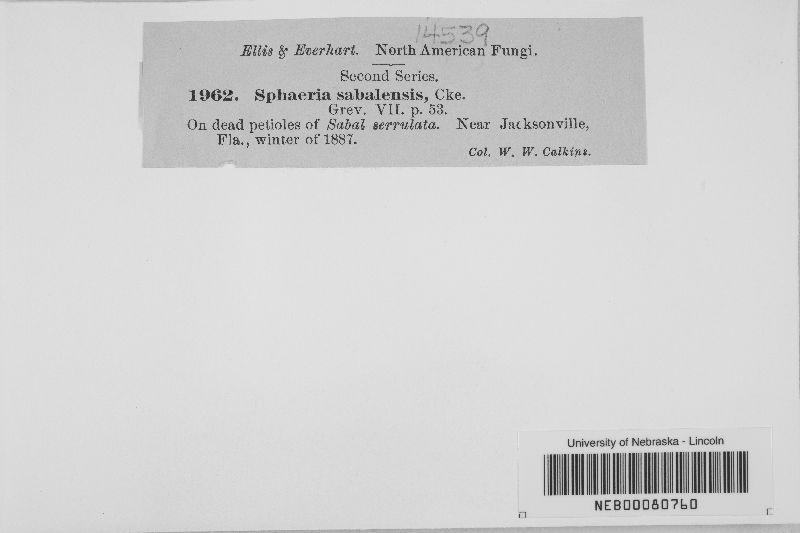 14539
Ellis & Everhart. North American Fungi.
Second Series.
1962. Sphaeria sabalensis, Cke.
Grev. VII. p. 53.
On dead petioles of Sabal serrulata. Near Jacksonville,
Fla., winter of 1887.
Col. W. W. Calkins.
University of Nebraska - Lincoln
NEB00080760